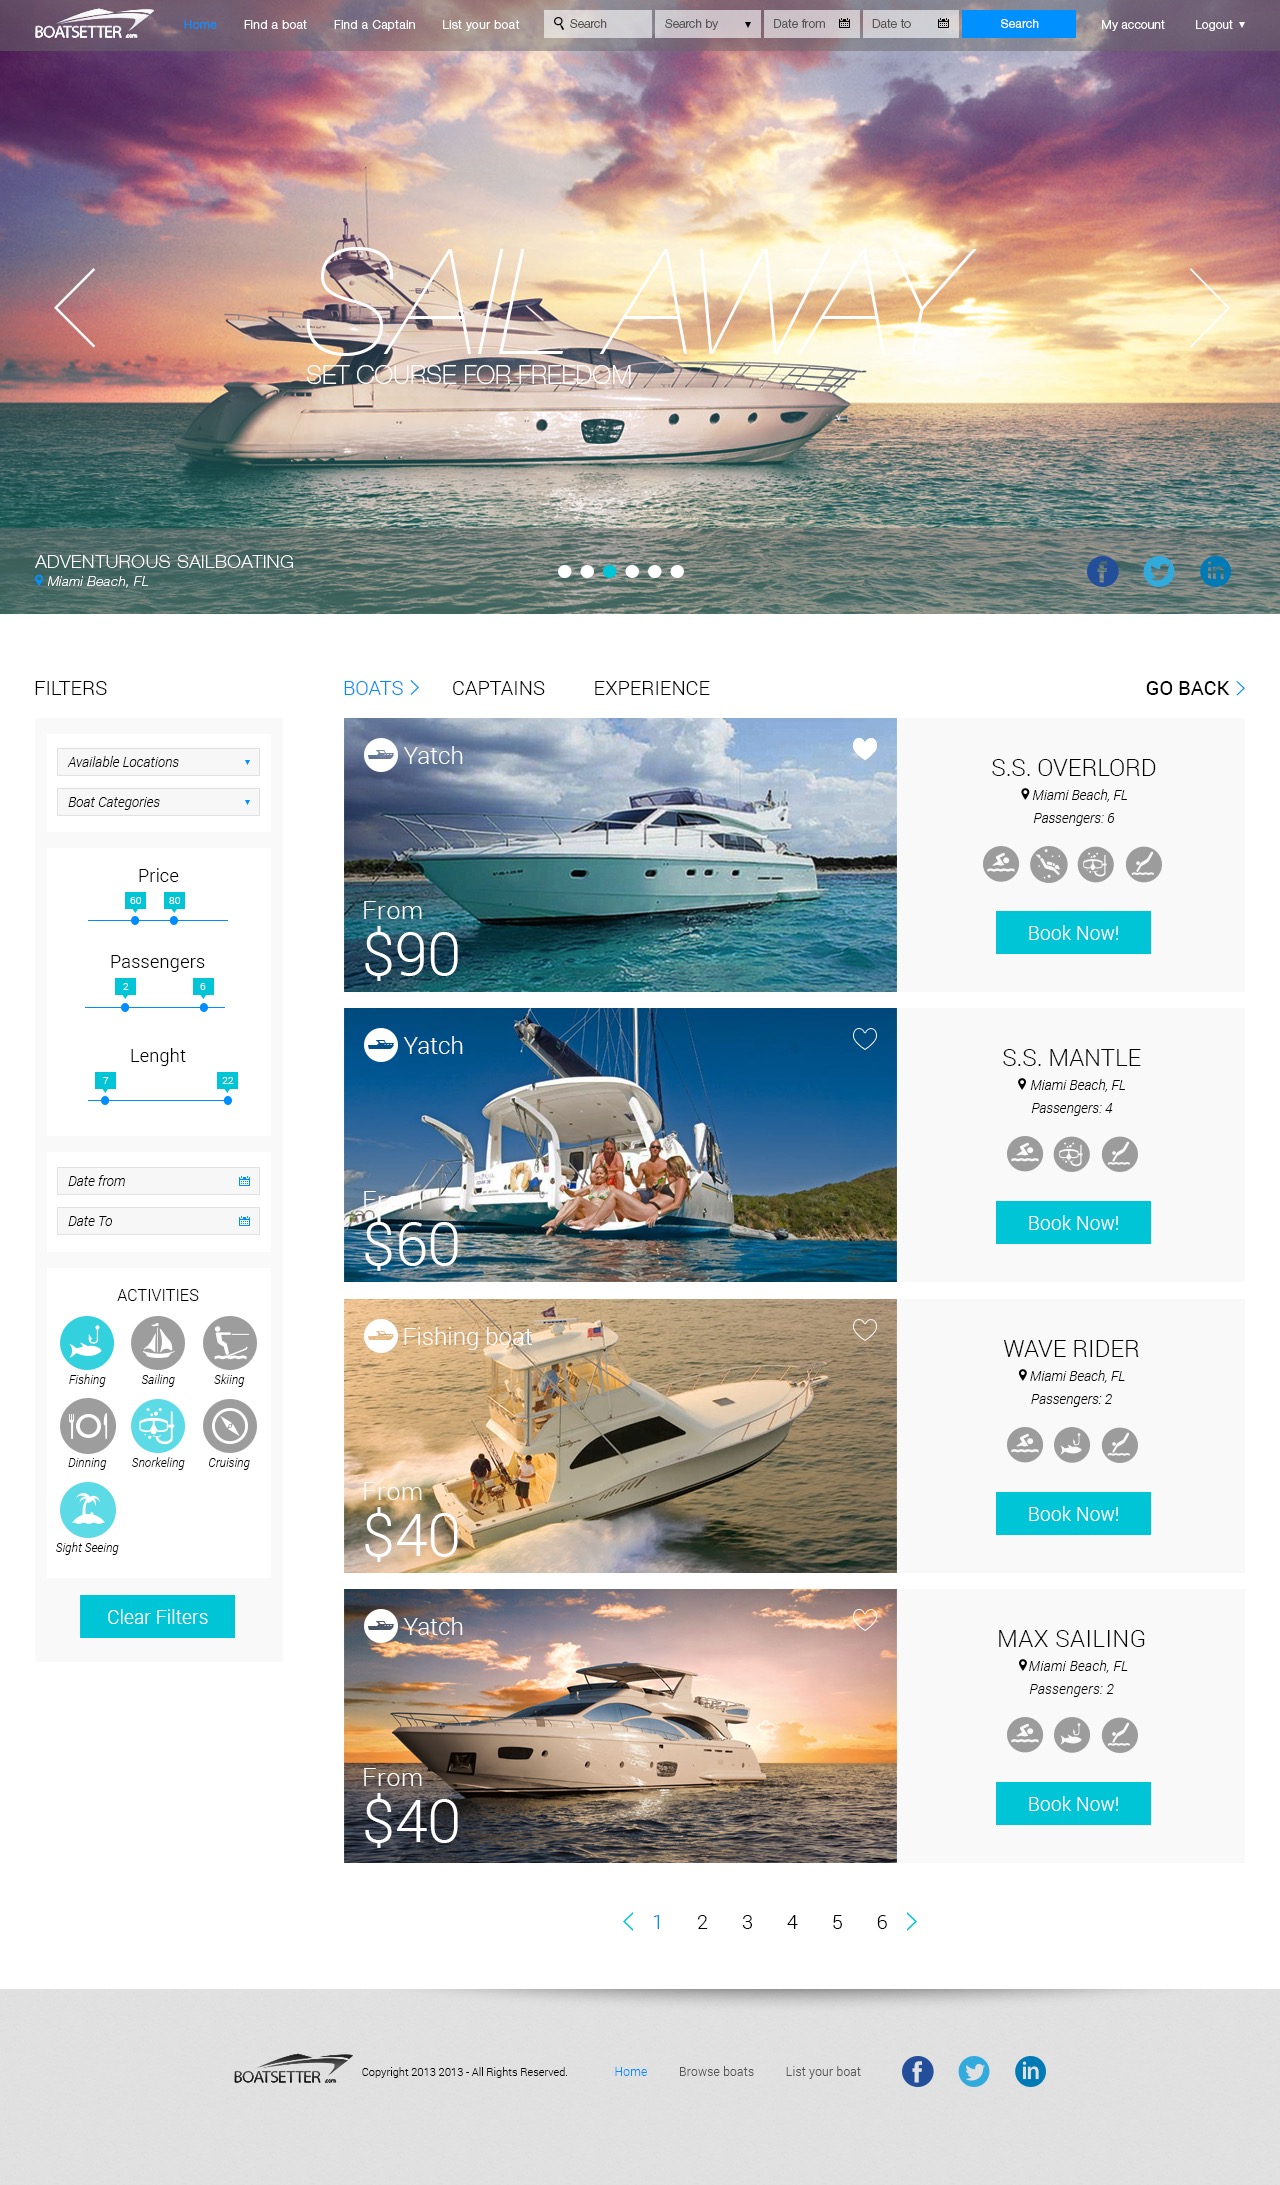 BOATSETTER.com Home Find a boat Find a Captain List your boat Search Search by Date from Date to Search My account Logout
SAIL AWAY
SET COURSE FOR FREEDOM
ADVENTUROUS SAILBOATING
Miami Beach, FL
FILTERS
Available Locations
Boat Categories
Price
60 80
Passengers
2 6
Lenght
7 22
Date from
Date To
ACTIVITIES
Fishing Sailing Skiing
Dinning Snorkeling Cruising
Sight Seeing
Clear Filters
BOATS CAPTAINS EXPERIENCE GO BACK
Yatch
From
$90
S.S. OVERLORD
Miami Beach, FL
Passengers: 6
Book Now!
Yatch
From
$60
S.S. MANTLE
Miami Beach, FL
Passengers: 4
Book Now!
Fishing boat
From
$40
WAVE RIDER
Miami Beach, FL
Passengers: 2
Book Now!
Yatch
From
$40
MAX SAILING
Miami Beach, FL
Passengers: 2
Book Now!
1 2 3 4 5 6
BOATSETTER.com Copyright 2013 2013 - All Rights Reserved. Home Browse boats List your boat